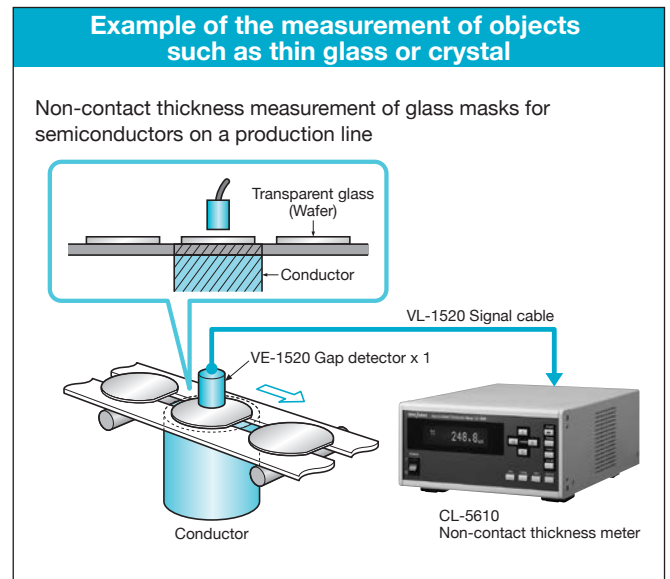 Example of the measurement of objects
such as thin glass or crystal
Non-contact thickness measurement of glass masks for
semiconductors on a production line
Transparent glass
(Wafer)
Conductor
VL-1520 Signal cable
VE-1520 Gap detector x 1
248.8
Conductor
CL-5610
Non-contact thickness meter